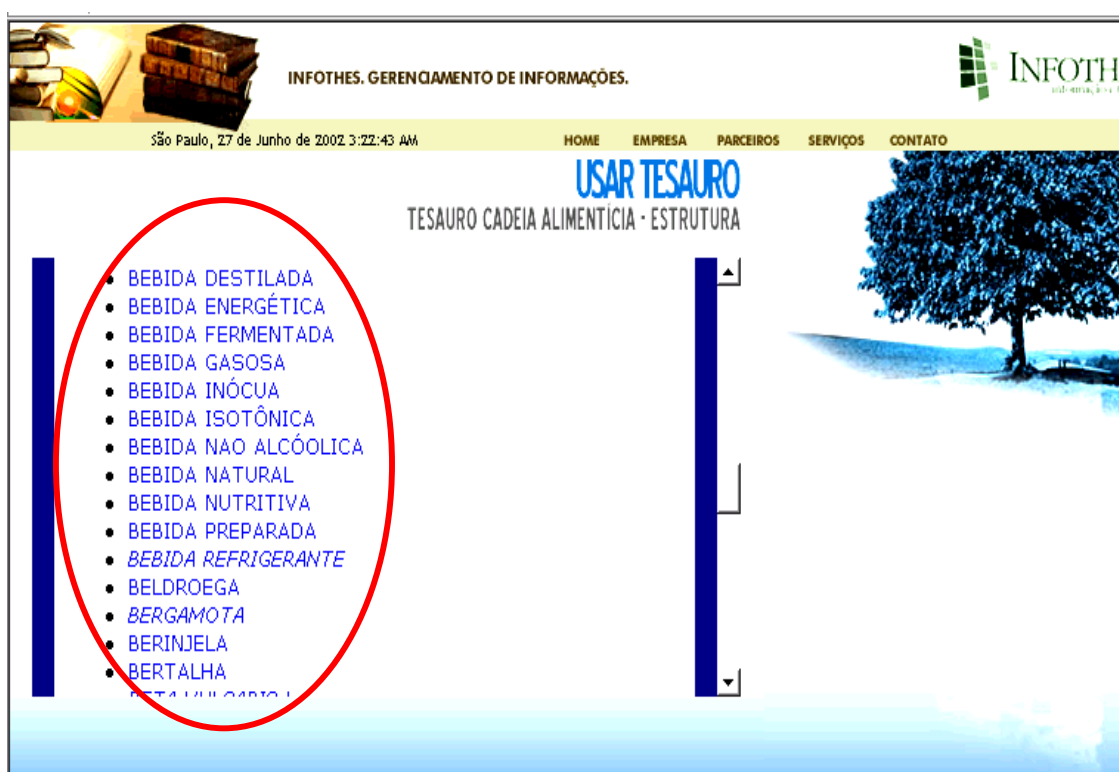 INFOTHES. GERENCIAMENTO DE INFORMAÇÕES.
INFOTH
São Paulo, 27 de Junho de 2002 3:22:43 AM
HOME EMPRESA PARCEIROS SERVIÇOS CONTATO
USAR TESAURO
TESAURO CADEIA ALIMENTÍCIA - ESTRUTURA
BEBIDA DESTILADA
BEBIDA ENERGÉTICA
BEBIDA FERMENTADA
BEBIDA GASOSA
BEBIDA INÓCUA
BEBIDA ISOTÔNICA
BEBIDA NAO ALCÓOLICA
BEBIDA NATURAL
BEBIDA NUTRITIVA
BEBIDA PREPARADA
BEBIDA REFRIGERANTE
BELDROEGA
BERGAMOTA
BERINJELA
BERTALHA